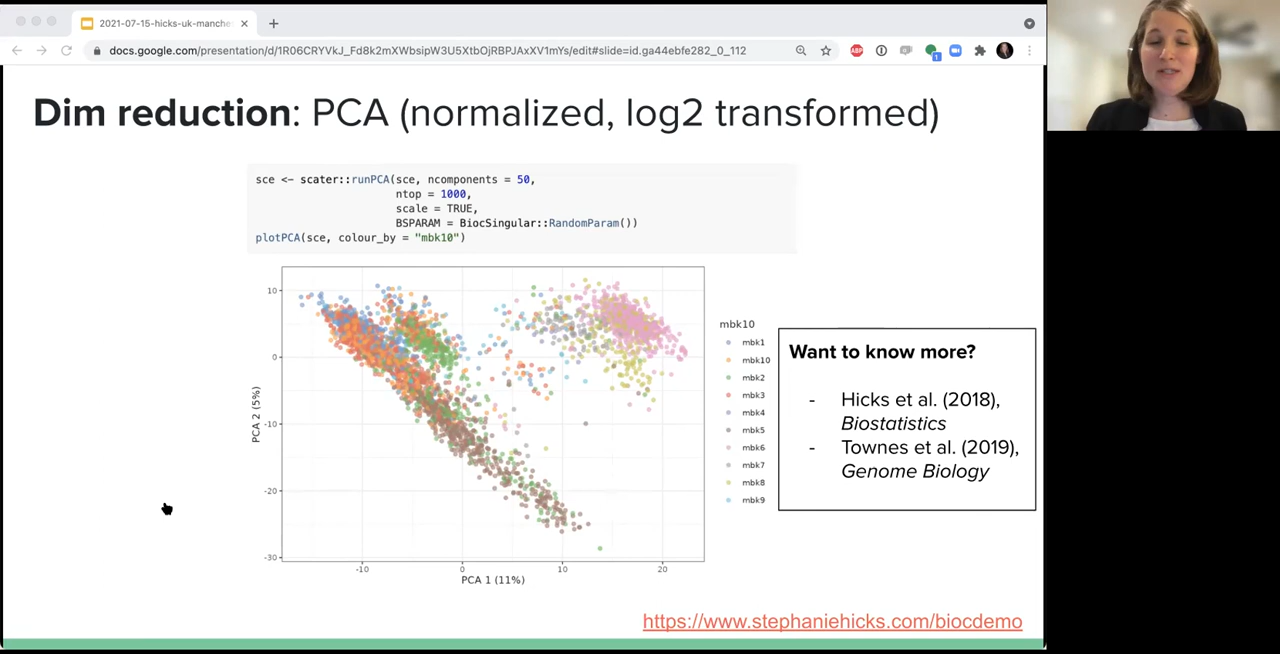 2021-07-15-hicks-uk-manche
docs.google.com/presentation/d/1R06CRYVkJ_Fd8k2mXWbsipW3U5XtbOjRBPJAxXV1mYs/edit#slide=id.ga44ebfe282_0_112
ABP
1
Dim reduction: PCA (normalized, log2 transformed)
sce <- scater::runPCA(sce, ncomponents = 50,
ntop = 1000,
scale = TRUE,
BSPARAM = BiocSingular::RandomParam())
plotPCA(sce, colour_by = "mbk10")
10
0
-10
-20
-30
PCA 2 (5%)
-10 0 10 20
PCA 1 (11%)
mbk10
mbk1
mbk10
mbk2
mbk3
mbk4
mbk5
mbk6
mbk7
mbk8
mbk9
Want to know more?
- Hicks et al. (2018),
Biostatistics
- Townes et al. (2019),
Genome Biology
https://www.stephaniehicks.com/biocdemo